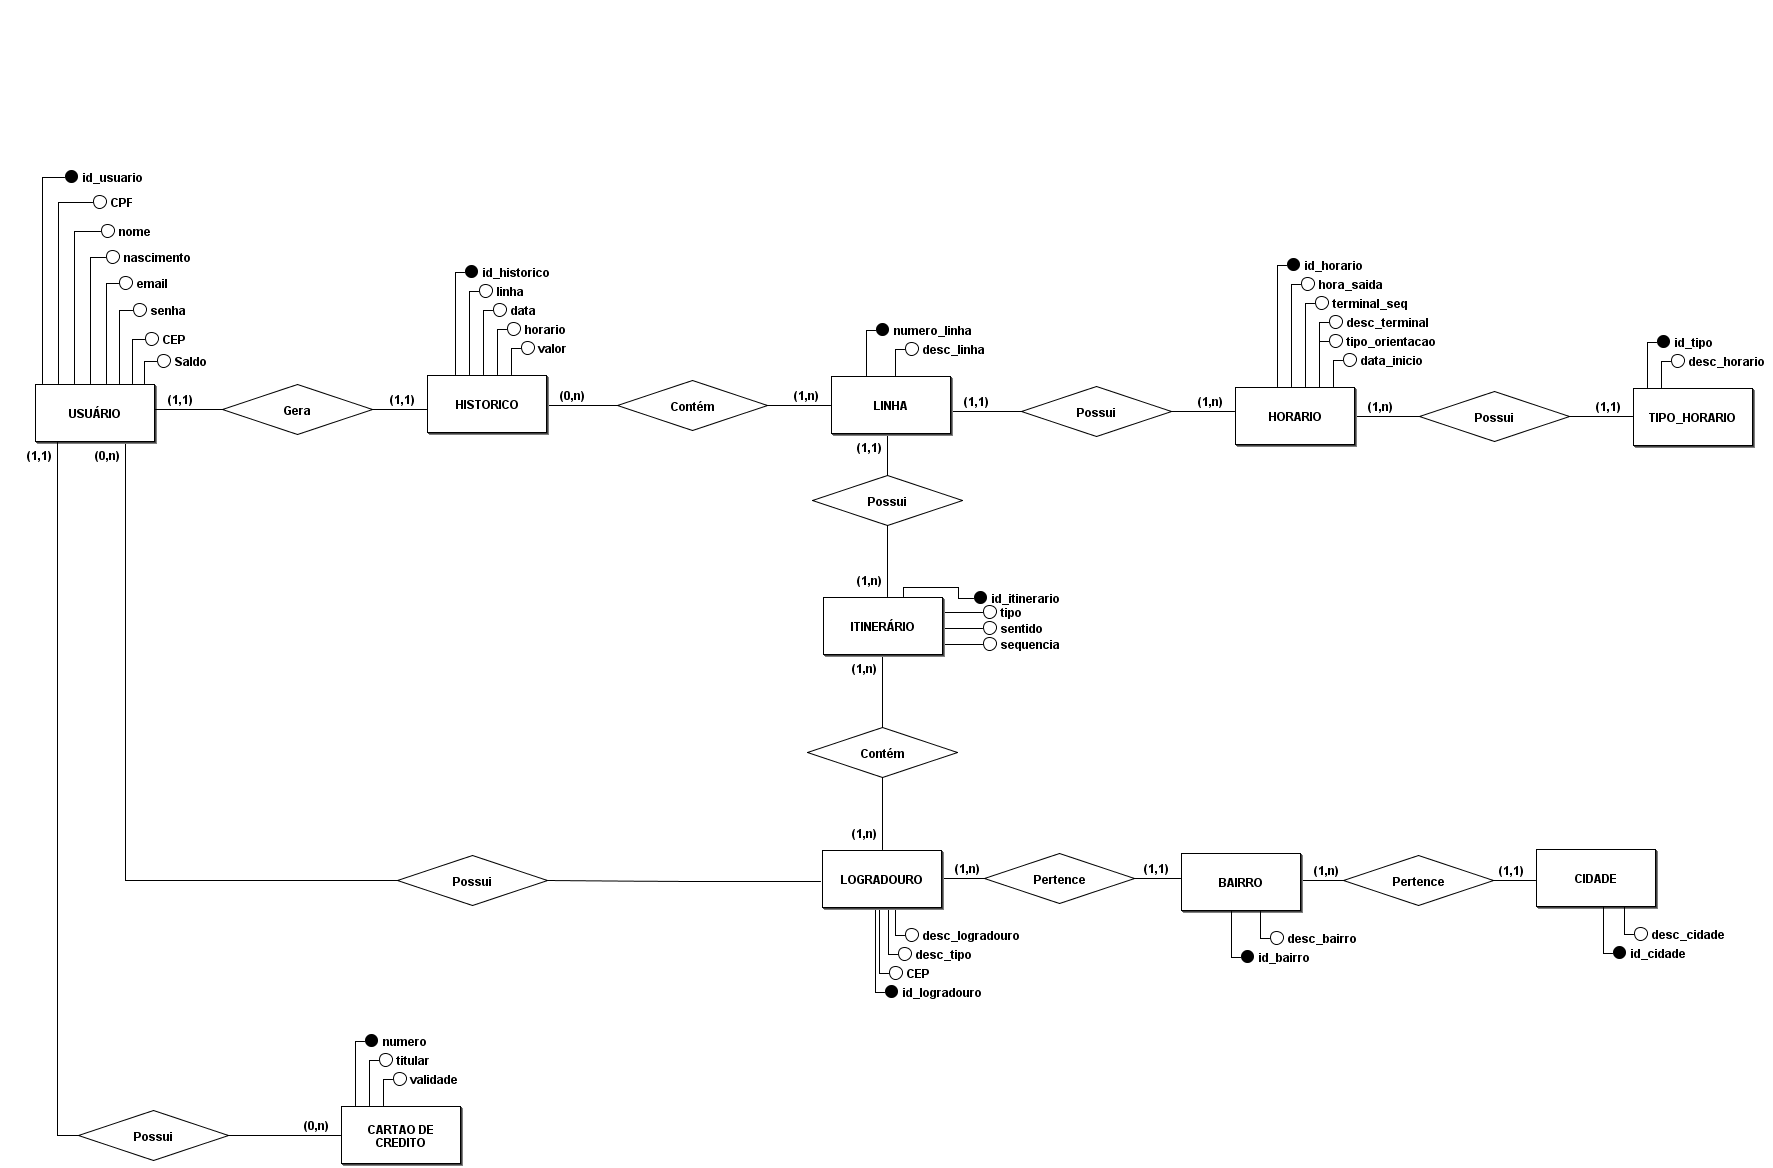 id_usuario
CPF
nome
nascimento
email
senha
CEP
Saldo
USUÁRIO
(1,1)
Gera
(1,1)
id_historico
linha
data
horario
valor
HISTORICO
(0,n)
Contém
(1,n)
numero_linha
desc_linha
LINHA
(1,1)
Possui
(1,n)
id_horario
hora_saida
terminal_seq
desc_terminal
tipo_orientacao
data_inicio
HORARIO
(1,n)
Possui
(1,1)
id_tipo
desc_horario
TIPO_HORARIO
(1,1)
(0,n)
(1,1)
Possui
(1,n)
ITINERÁRIO
id_itinerario
tipo
sentido
sequencia
(1,n)
Contém
(1,n)
Possui
LOGRADOURO
(1,n)
Pertence
(1,1)
BAIRRO
(1,n)
Pertence
(1,1)
CIDADE
desc_logradouro
desc_tipo
CEP
id_logradouro
desc_bairro
id_bairro
desc_cidade
id_cidade
numero
titular
validade
Possui
(0,n)
CARTAO DE
CREDITO